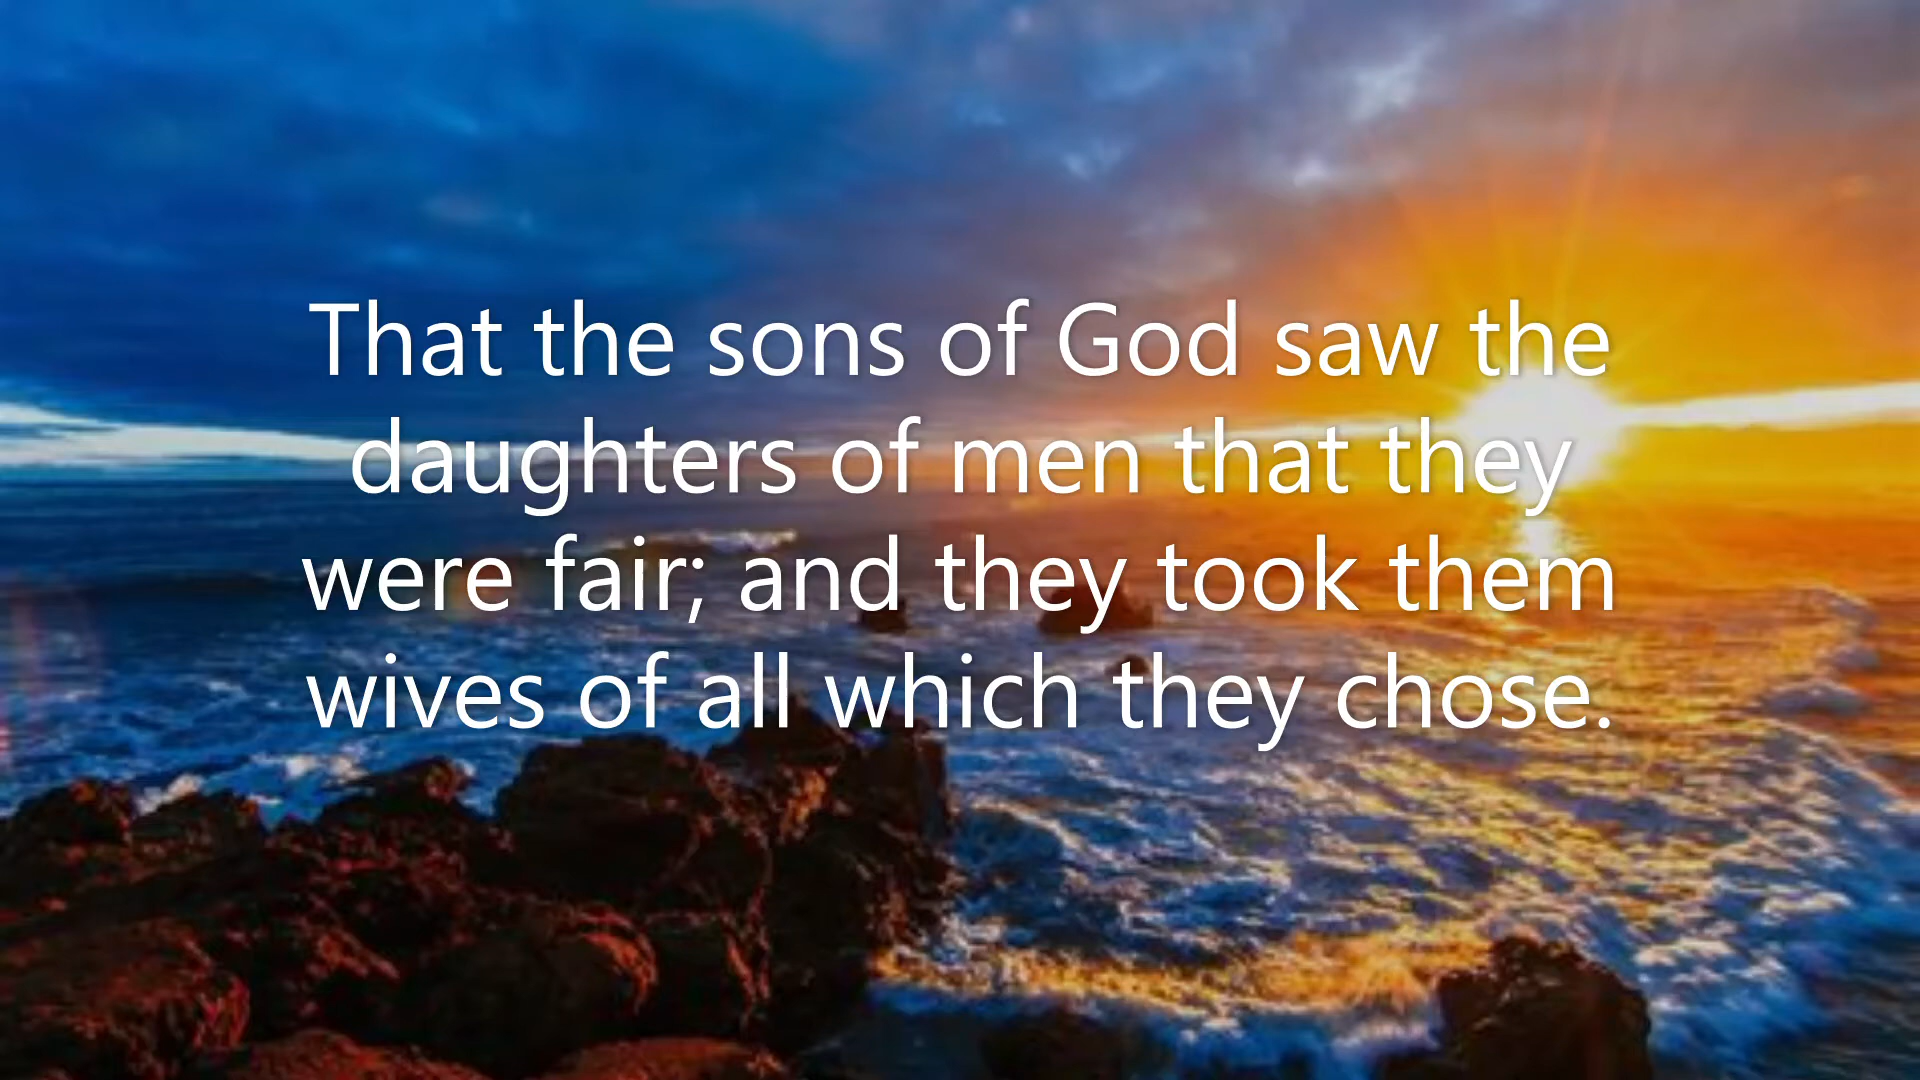 That the sons of God saw the
daughters of men that they
were fair; and they took them
wives of all which they chose.